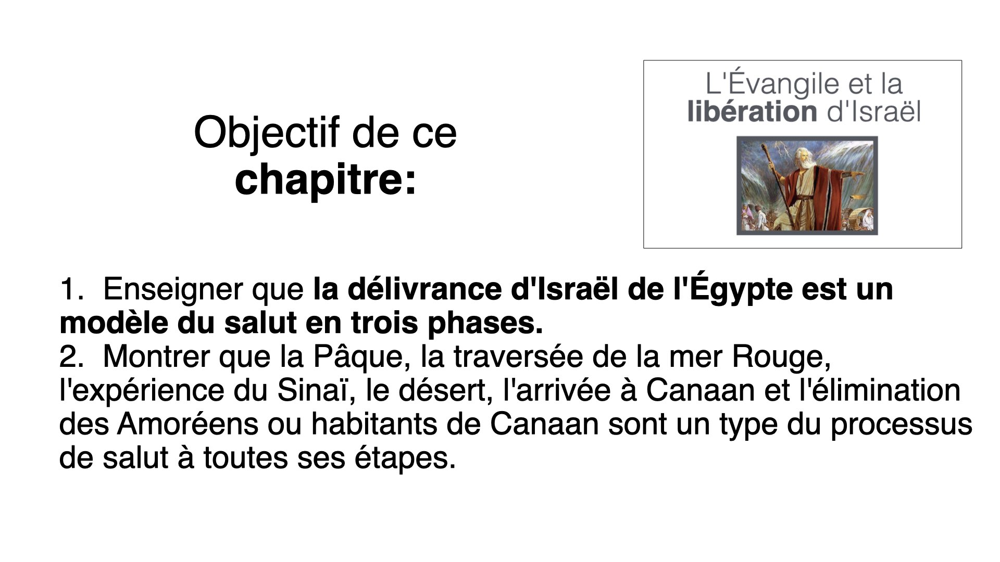 L'Évangile et la
libération d'Israël
Objectif de ce
chapitre:
1. Enseigner que la délivrance d'Israël de l'Égypte est un
modèle du salut en trois phases.
2. Montrer que la Pâque, la traversée de la mer Rouge,
l'expérience du Sinaï, le désert, l'arrivée à Canaan et l'élimination
des Amoréens ou habitants de Canaan sont un type du processus
de salut à toutes ses étapes.